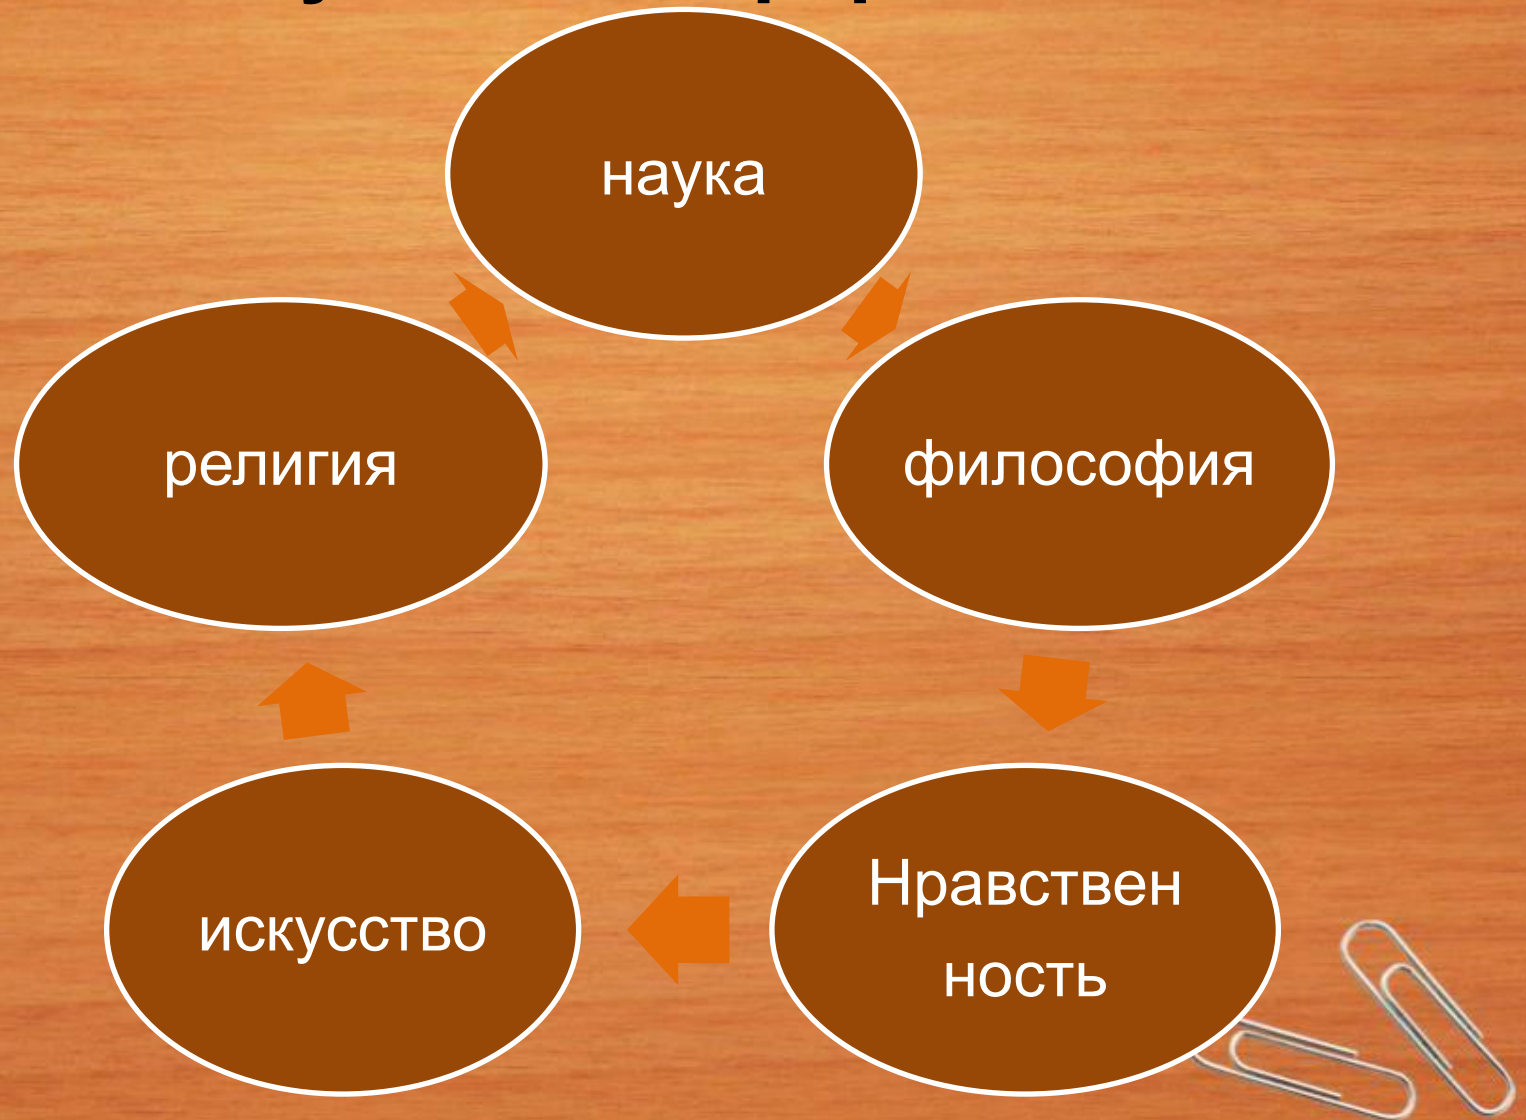 наука
религия
философия
Нравствен
ность
искусство